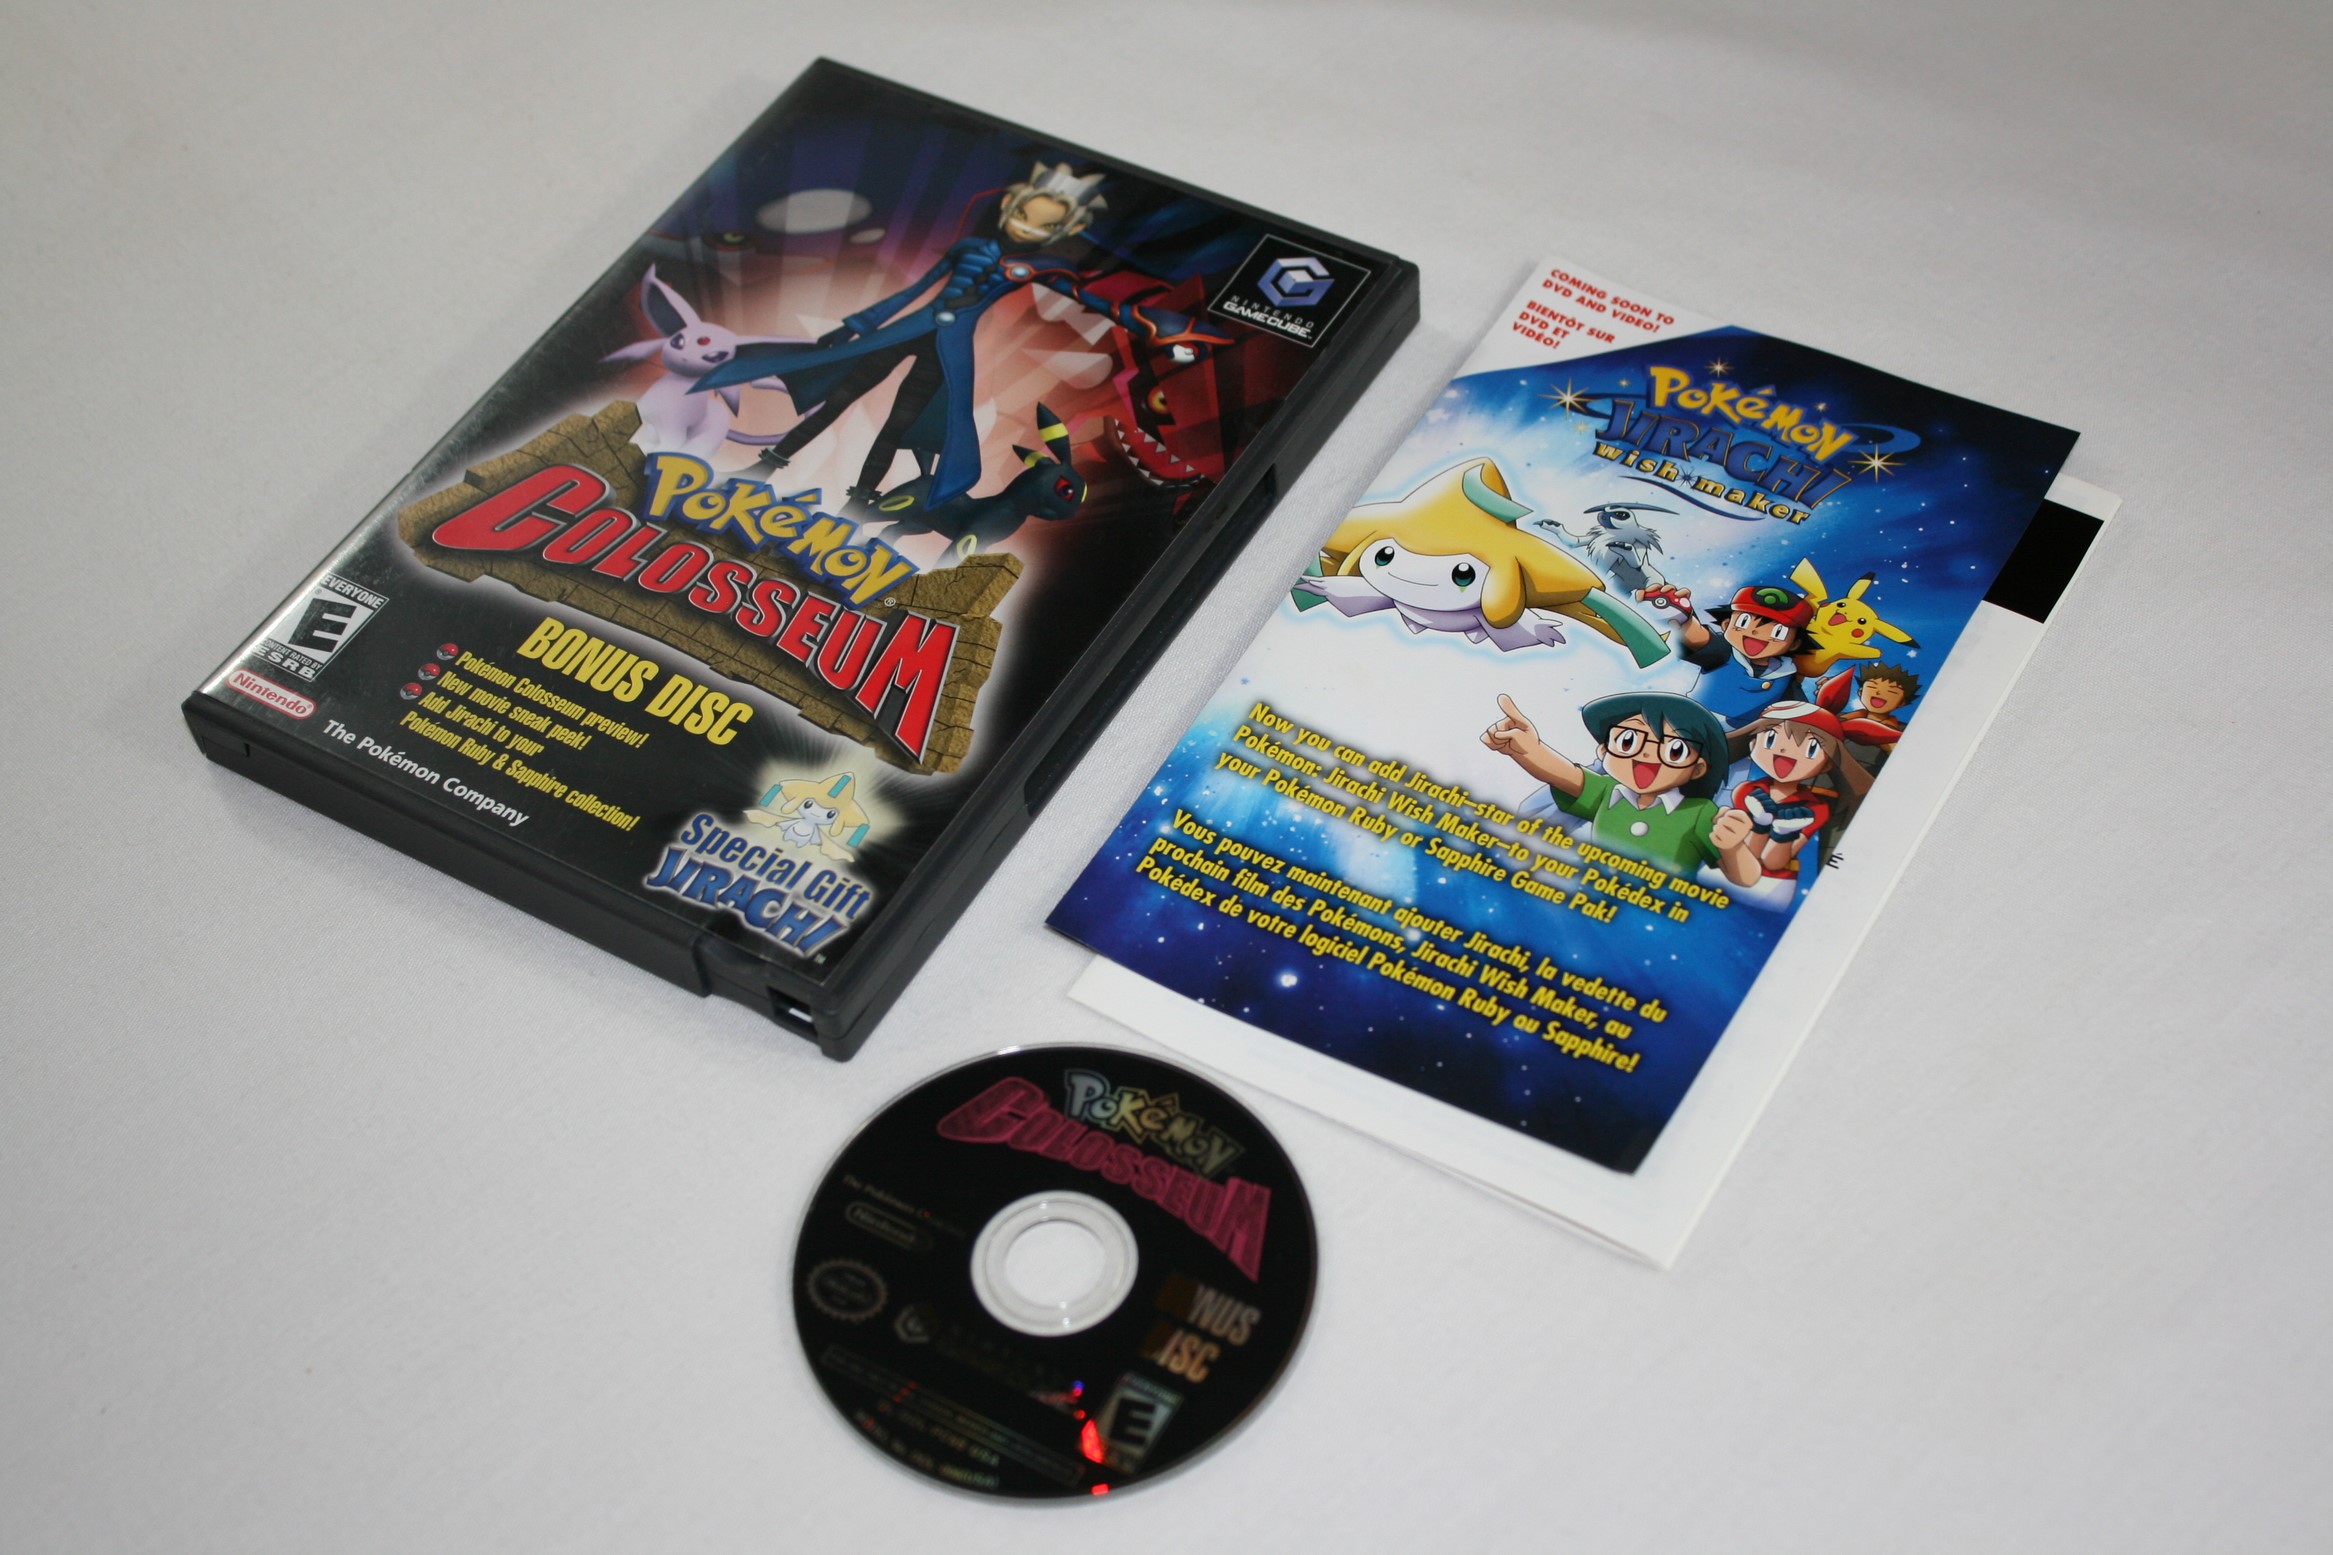 NINTENDO
GAMECUBE
POKéMON
COLOSSEUM
EVERYONE
E
CONTENT RATED BY
ESRB
Nintendo
BONUS DISC
Pokémon Colosseum preview!
New movie sneak peek!
Add Jirachi to your
Pokémon Ruby & Sapphire collection!
The Pokémon Company
Special Gift
JIRACHI
COMING SOON TO
DVD AND VIDEO!
BIENTÔT SUR
DVD ET
VIDÉO!
POKéMON
JIRACHI
wish maker
Now you can add Jirachi—star of the upcoming movie
Pokémon: Jirachi Wish Maker—to your Pokédex in
your Pokémon Ruby or Sapphire Game Pak!
Vous pouvez maintenant ajouter Jirachi, la vedette du
prochain film des Pokémons, Jirachi Wish Maker, au
Pokédex de votre logiciel Pokémon Ruby ou Sapphire!
É
POKéMON
COLOSSEUM
Nintendo
E